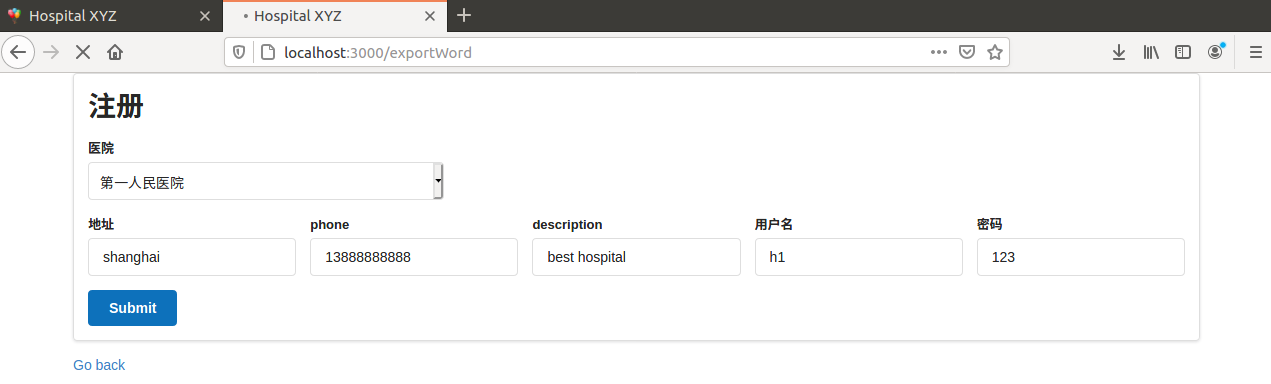 Hospital XYZ
Hospital XYZ
localhost:3000/exportWord
注册
医院
第一人民医院
地址 phone description 用户名 密码
shanghai 13888888888 best hospital h1 123
Submit
Go back